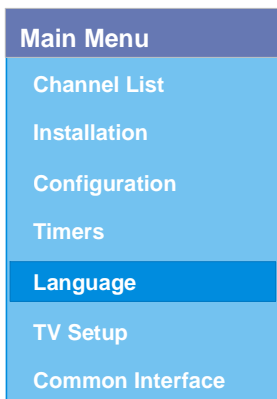 Main Menu
Channel List
Installation
Configuration
Timers
Language
TV Setup
Common Interface